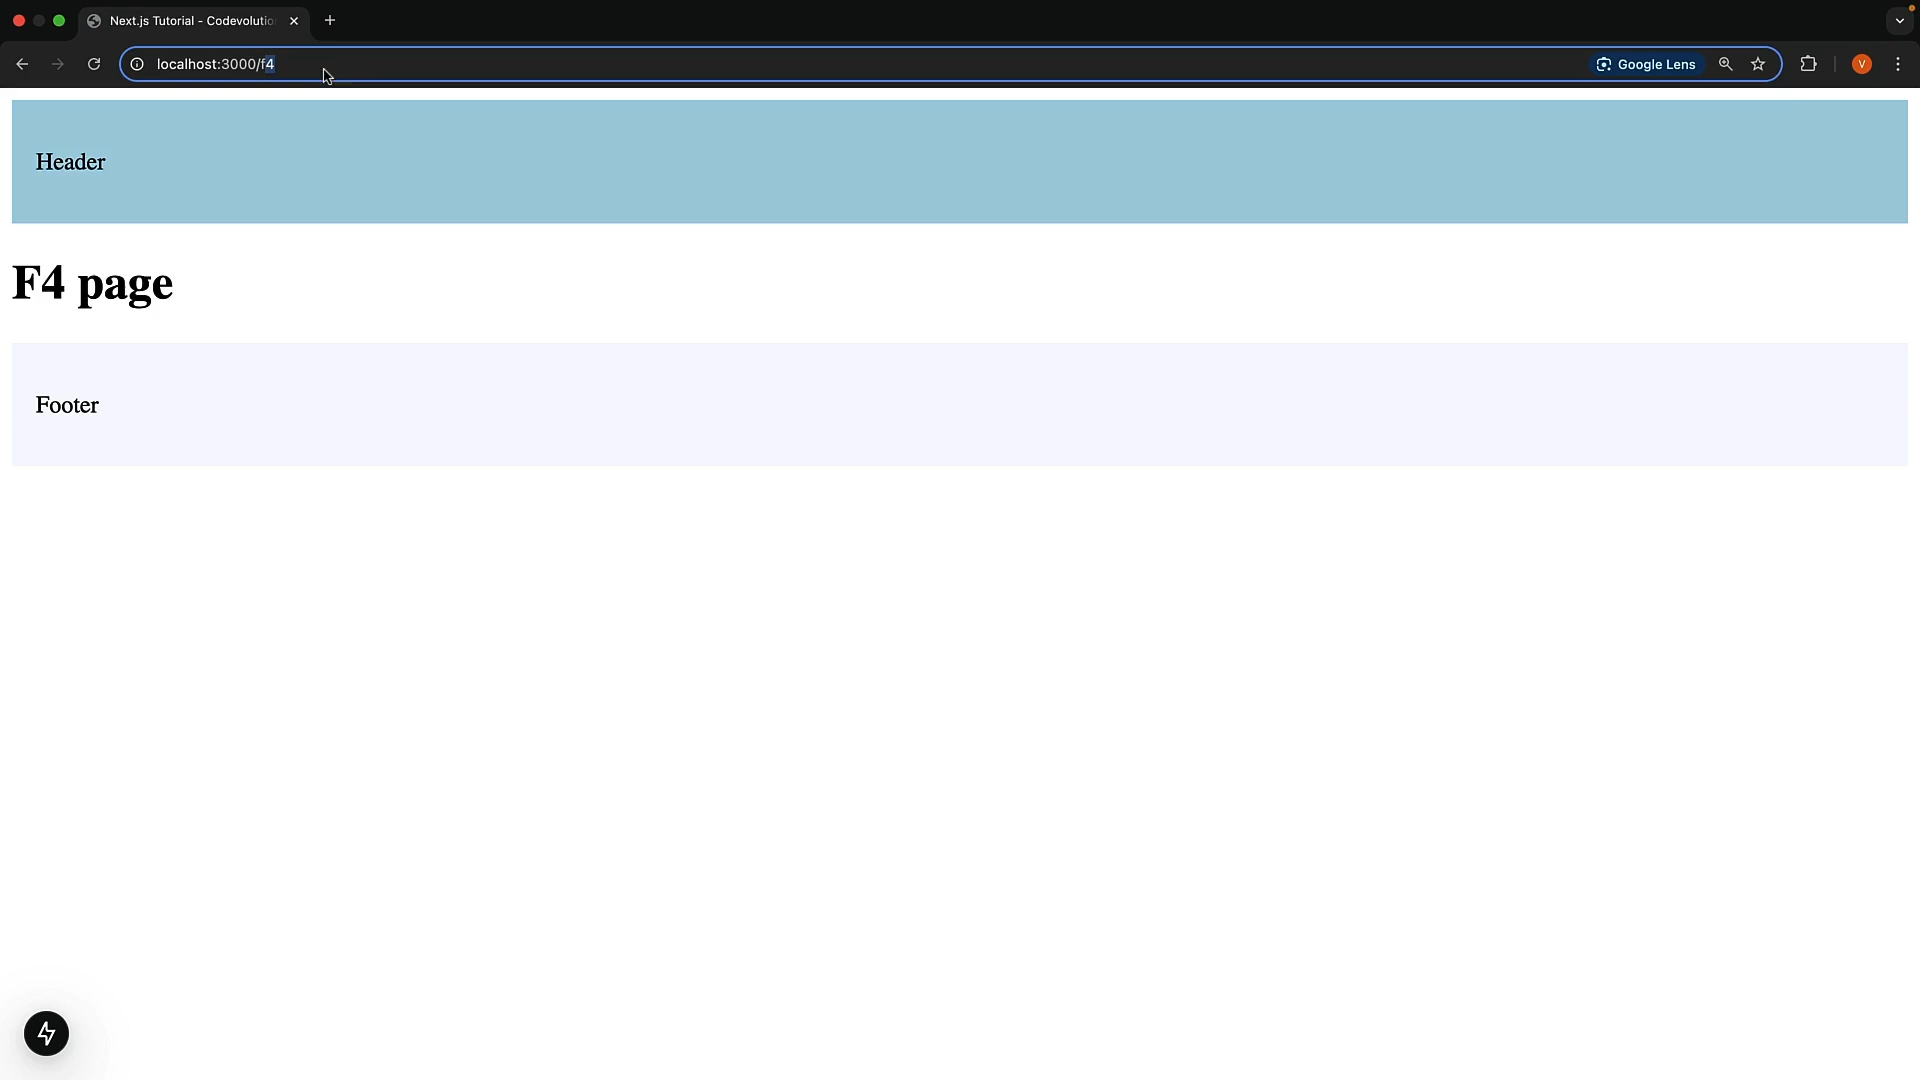 Next.js Tutorial - Codevolutio
localhost:3000/f4
Google Lens
V
Header
F4 page
Footer